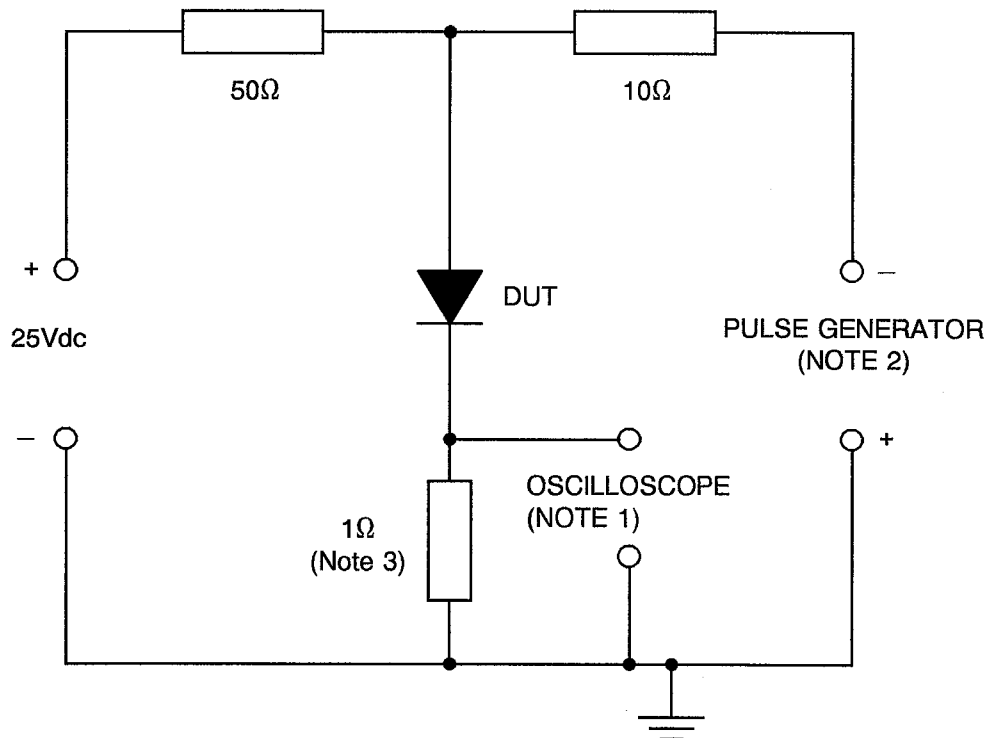 50Ω
10Ω
+
−
DUT
25Vdc
PULSE GENERATOR
(NOTE 2)
−
+
OSCILLOSCOPE
(NOTE 1)
1Ω
(Note 3)